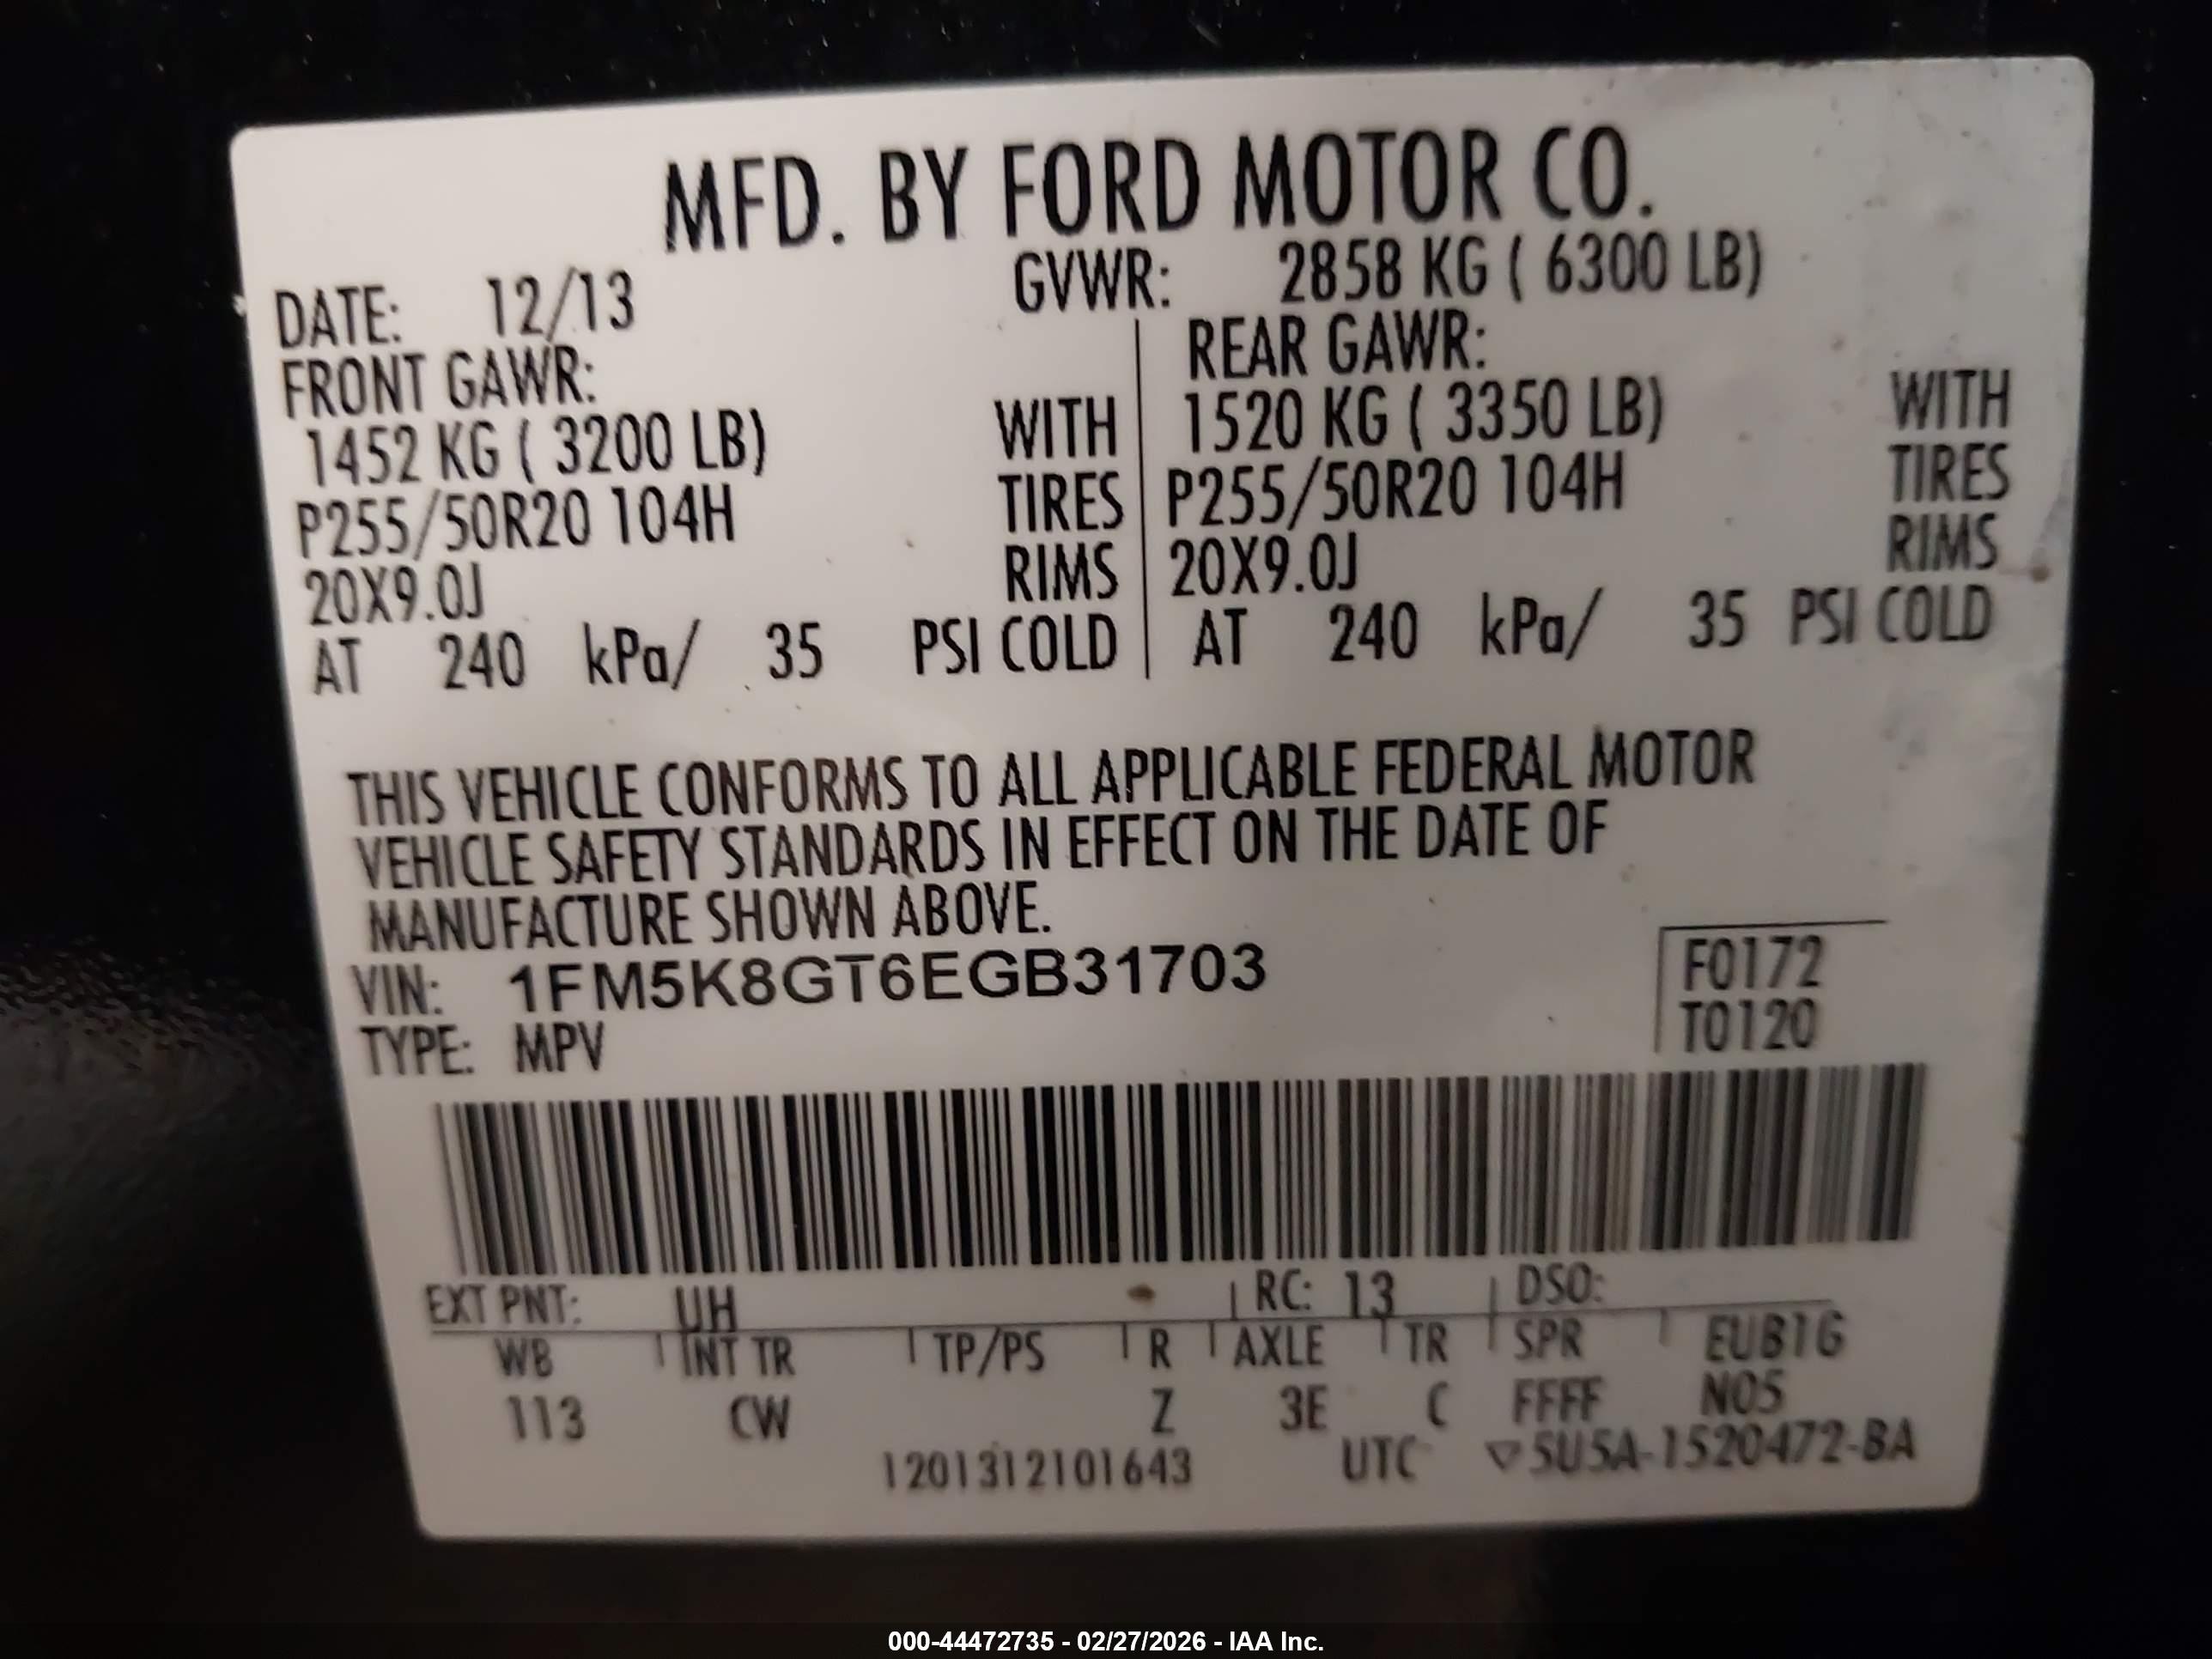 MFD. BY FORD MOTOR CO.
DATE: 12/13 GVWR: 2858 KG ( 6300 LB)
FRONT GAWR: REAR GAWR:
1452 KG ( 3200 LB) WITH 1520 KG ( 3350 LB) WITH
P255/50R20 104H TIRES P255/50R20 104H TIRES
20X9.0J RIMS 20X9.0J RIMS
AT 240 kPa/ 35 PSI COLD AT 240 kPa/ 35 PSI COLD
THIS VEHICLE CONFORMS TO ALL APPLICABLE FEDERAL MOTOR
VEHICLE SAFETY STANDARDS IN EFFECT ON THE DATE OF
MANUFACTURE SHOWN ABOVE.
VIN: 1FM5K8GT6EGB31703 F0172
TYPE: MPV T0120
EXT PNT: UH RC: 13 DSO:
WB INT TR TP/PS R AXLE TR SPR EUB1G
113 CW Z 3E C FFFF N05
1201312101643 UTC ▽5U5A-1520472-BA
000-44472735 - 02/27/2026 - IAA Inc.